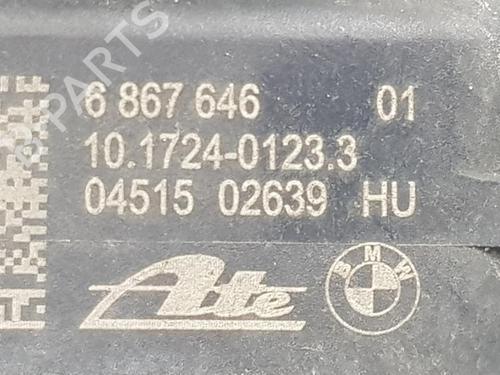 B PARTS
6 867 646 01
10.1724-0123.3
04515 02639 HU
Ate BMW